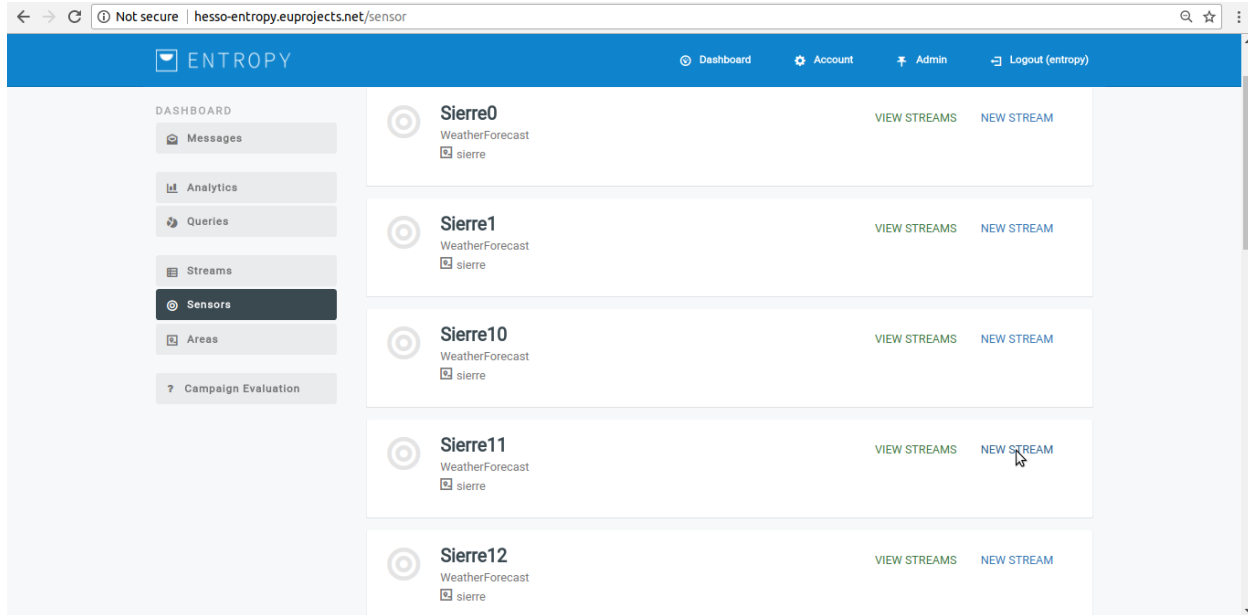 Not secure | hesso-entropy.euprojects.net/sensor
ENTROPY Dashboard Account Admin Logout (entropy)
DASHBOARD
Messages
Analytics
Queries
Streams
Sensors
Areas
? Campaign Evaluation
Sierre0
WeatherForecast
sierre
VIEW STREAMS NEW STREAM
Sierre1
WeatherForecast
sierre
VIEW STREAMS NEW STREAM
Sierre10
WeatherForecast
sierre
VIEW STREAMS NEW STREAM
Sierre11
WeatherForecast
sierre
VIEW STREAMS NEW STREAM
Sierre12
WeatherForecast
sierre
VIEW STREAMS NEW STREAM